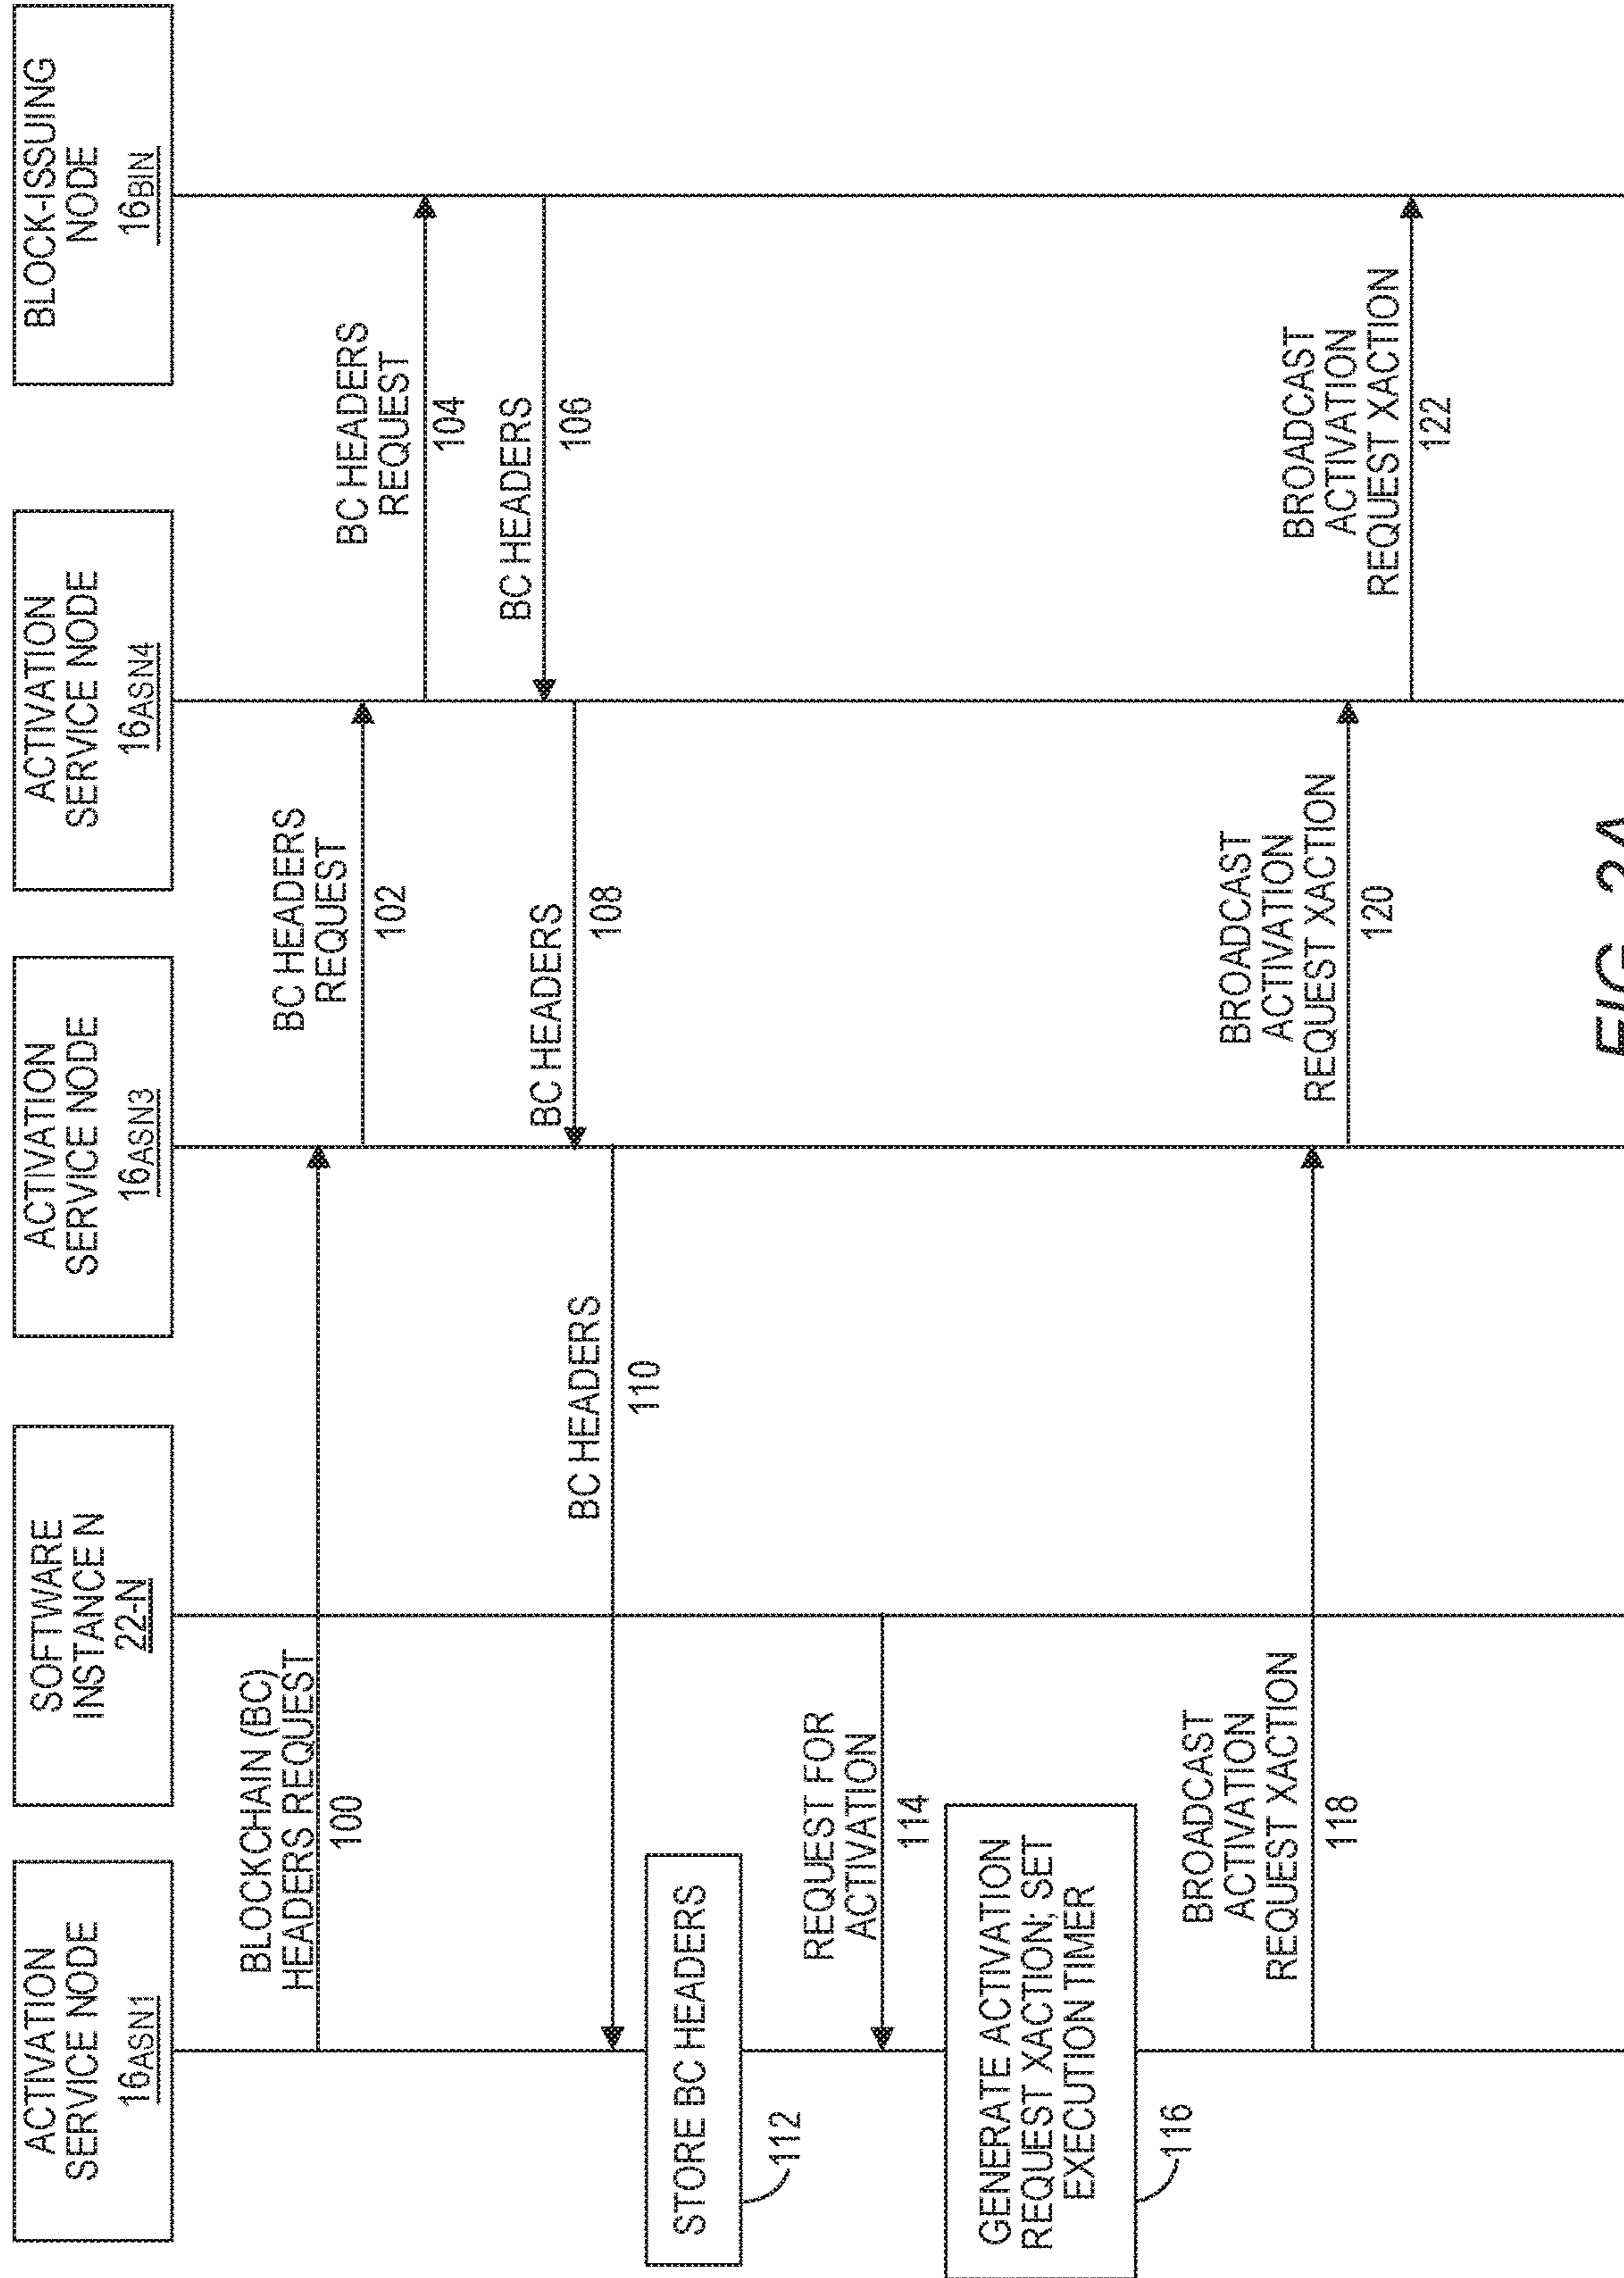 ACTIVATION
SERVICE NODE
16ASN1
SOFTWARE
INSTANCE N
22-N
ACTIVATION
SERVICE NODE
16ASN3
ACTIVATION
SERVICE NODE
16ASN4
BLOCK-ISSUING
NODE
16BIN
BLOCKCHAIN (BC)
HEADERS REQUEST
100
BC HEADERS
REQUEST
102
BC HEADERS
REQUEST
104
BC HEADERS
106
BC HEADERS
108
BC HEADERS
110
STORE BC HEADERS
112
REQUEST FOR
ACTIVATION
114
GENERATE ACTIVATION
REQUEST XACTION; SET
EXECUTION TIMER
116
BROADCAST
ACTIVATION
REQUEST XACTION
118
BROADCAST
ACTIVATION
REQUEST XACTION
120
BROADCAST
ACTIVATION
REQUEST XACTION
122
FIG. 2A